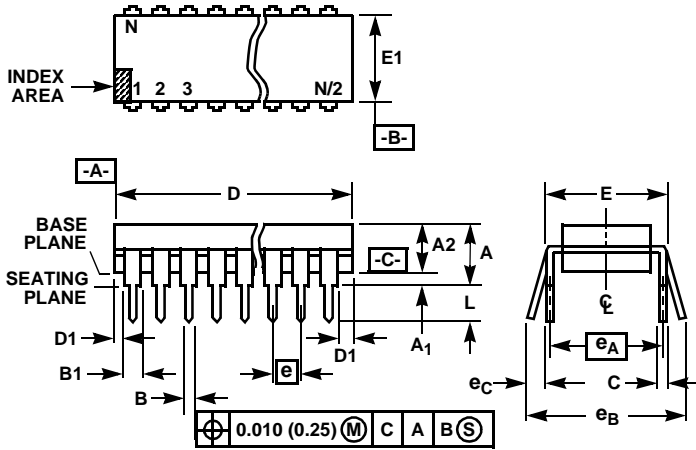 N
INDEX
AREA
1 2 3 N/2
E1
-B-
-A-
D
E
BASE
PLANE
SEATING
PLANE
A2
A
-C-
L
A1
D1
D1
B1
B
e
℄
eA
eC
C
eB
⌖ 0.010 (0.25) Ⓜ C A B Ⓢ